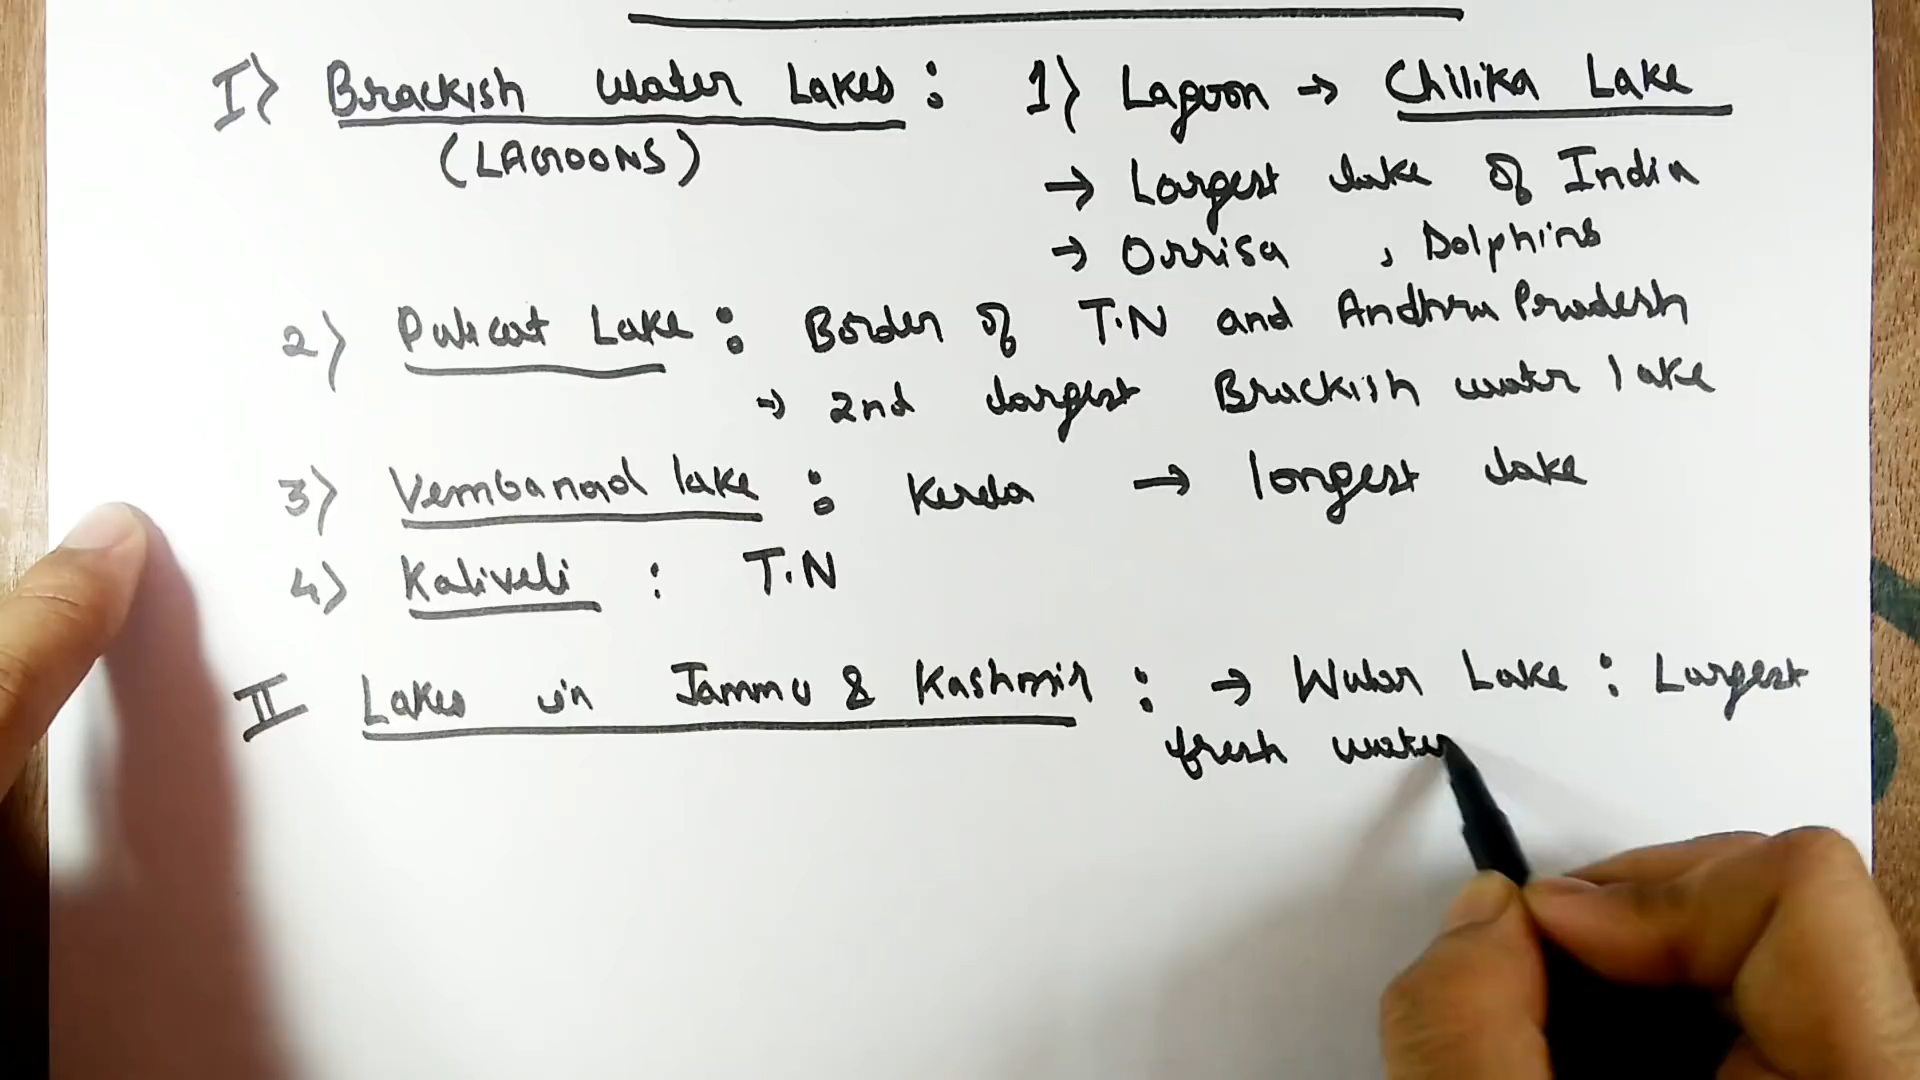 I) Brackish water Lakes : 1) Lagoon → Chilika Lake
(LAGOONS)
→ Largest lake of India
→ Orrisa , Dolphins
2) Pulicat Lake : Border of T.N and Andhra Pradesh
→ 2nd largest Brackish water lake
3) Vembanad lake : Kerela → longest lake
4) Kaliveli : T.N
II Lakes in Jammu & Kashmir : → Wular Lake : Largest
fresh water